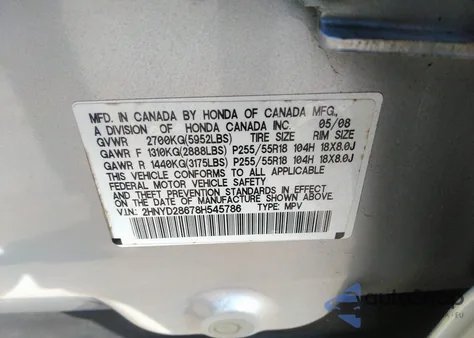 MFD. IN CANADA BY HONDA OF CANADA MFG.,
A DIVISION OF HONDA CANADA INC. 05/08
GVWR 2700KG(5952LBS) TIRE SIZE RIM SIZE
GAWR F 1310KG(2888LBS) P255/55R18 104H 18X8.0J
GAWR R 1440KG(3175LBS) P255/55R18 104H 18X8.0J
THIS VEHICLE CONFORMS TO ALL APPLICABLE
FEDERAL MOTOR VEHICLE SAFETY
AND THEFT PREVENTION STANDARDS IN EFFECT
ON THE DATE OF MANUFACTURE SHOWN ABOVE.
V.I.N: 2HNYD28678H545786 TYPE: MPV